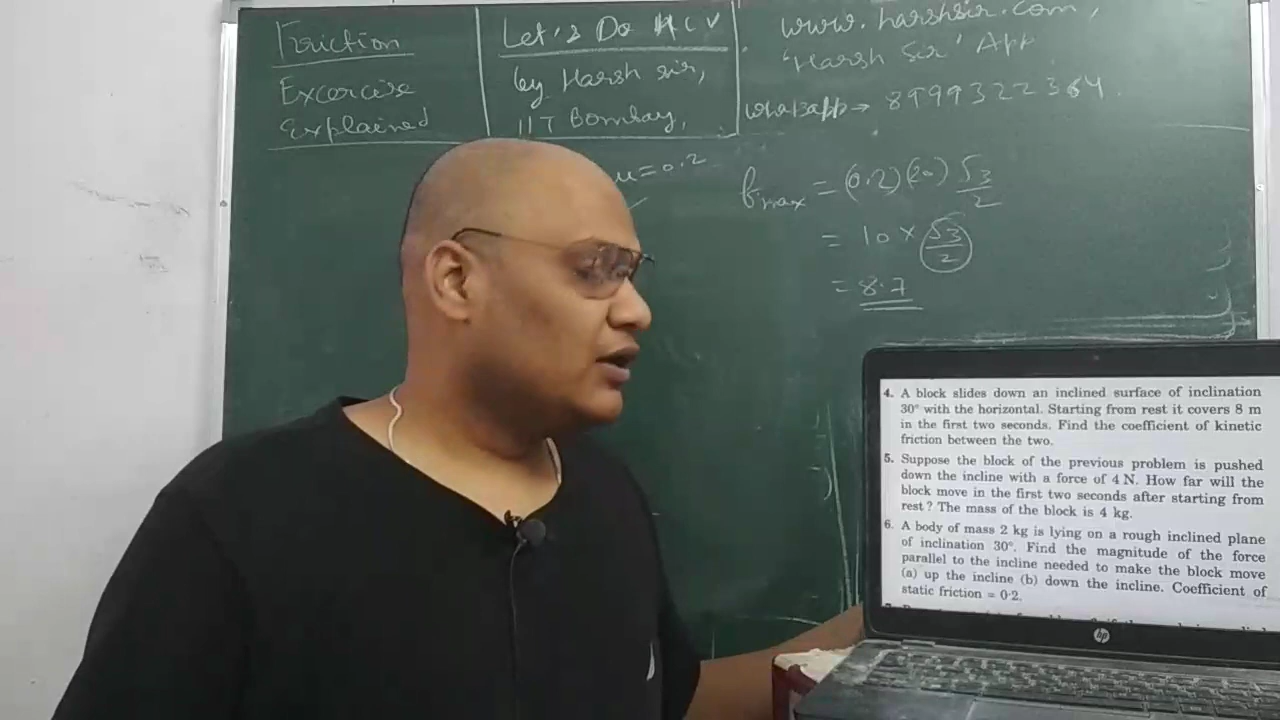 Friction
Excercise
Explained
Let's Do HCV
by Harsh sir,
IIT Bombay,
www.harshsir.com,
'Harsh Sir' App
whatsapp → 8999322364
μ=0.2
fmax = (0.2)(20) √3/2
= 10 × √3/2
= 8.7
4. A block slides down an inclined surface of inclination
30° with the horizontal. Starting from rest it covers 8 m
in the first two seconds. Find the coefficient of kinetic
friction between the two.
5. Suppose the block of the previous problem is pushed
down the incline with a force of 4 N. How far will the
block move in the first two seconds after starting from
rest ? The mass of the block is 4 kg.
6. A body of mass 2 kg is lying on a rough inclined plane
of inclination 30°. Find the magnitude of the force
parallel to the incline needed to make the block move
(a) up the incline (b) down the incline. Coefficient of
static friction = 0·2.
hp